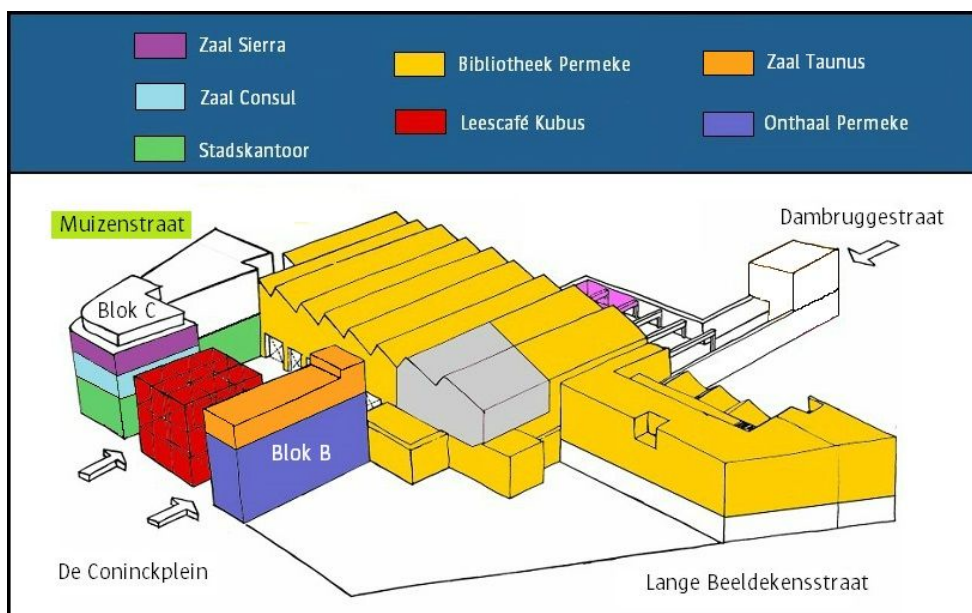 Zaal Sierra
Zaal Consul
Stadskantoor
Bibliotheek Permeke
Leescafé Kubus
Zaal Taunus
Onthaal Permeke
Muizenstraat
Dambruggestraat
Blok C
Blok B
De Coninckplein
Lange Beeldekensstraat